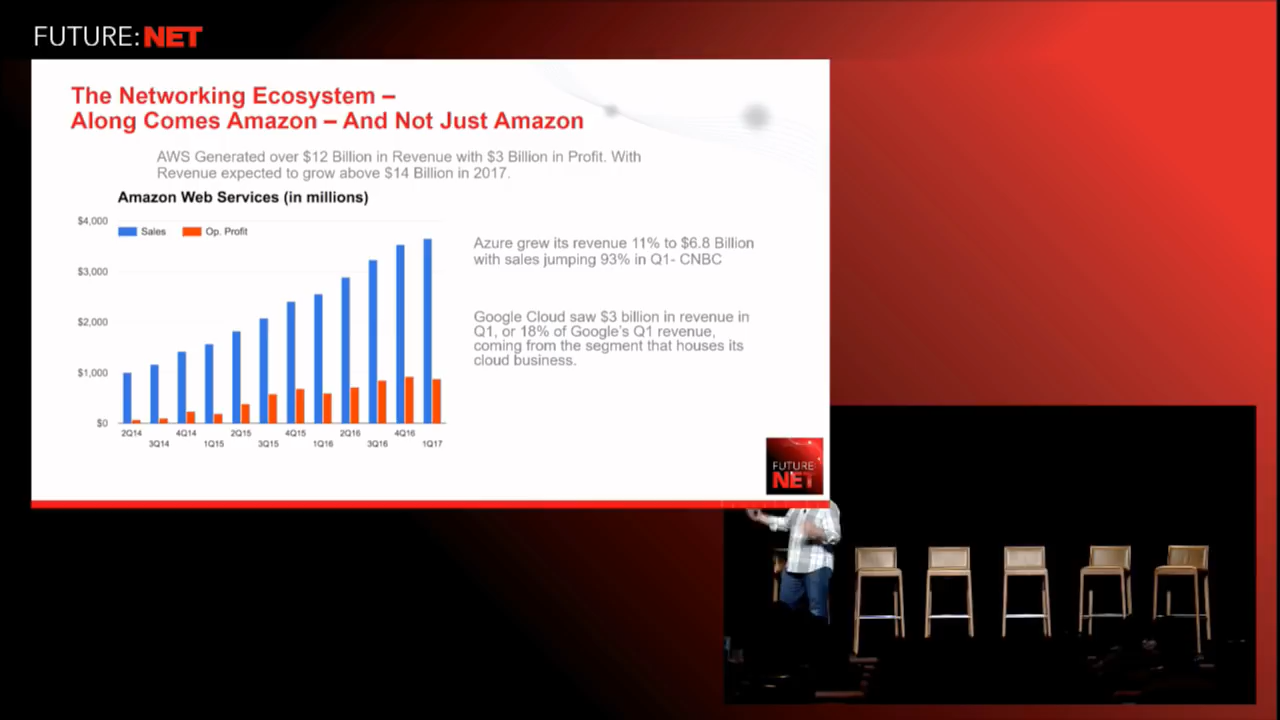 FUTURE:NET
The Networking Ecosystem –
Along Comes Amazon – And Not Just Amazon
AWS Generated over $12 Billion in Revenue with $3 Billion in Profit. With
Revenue expected to grow above $14 Billion in 2017.
Amazon Web Services (in millions)
Sales
Op. Profit
$4,000
$3,000
$2,000
$1,000
$0
2Q14
3Q14
4Q14
1Q15
2Q15
3Q15
4Q15
1Q16
2Q16
3Q16
4Q16
1Q17
Azure grew its revenue 11% to $6.8 Billion
with sales jumping 93% in Q1- CNBC
Google Cloud saw $3 billion in revenue in
Q1, or 18% of Google's Q1 revenue,
coming from the segment that houses its
cloud business.
FUTURE:
NET